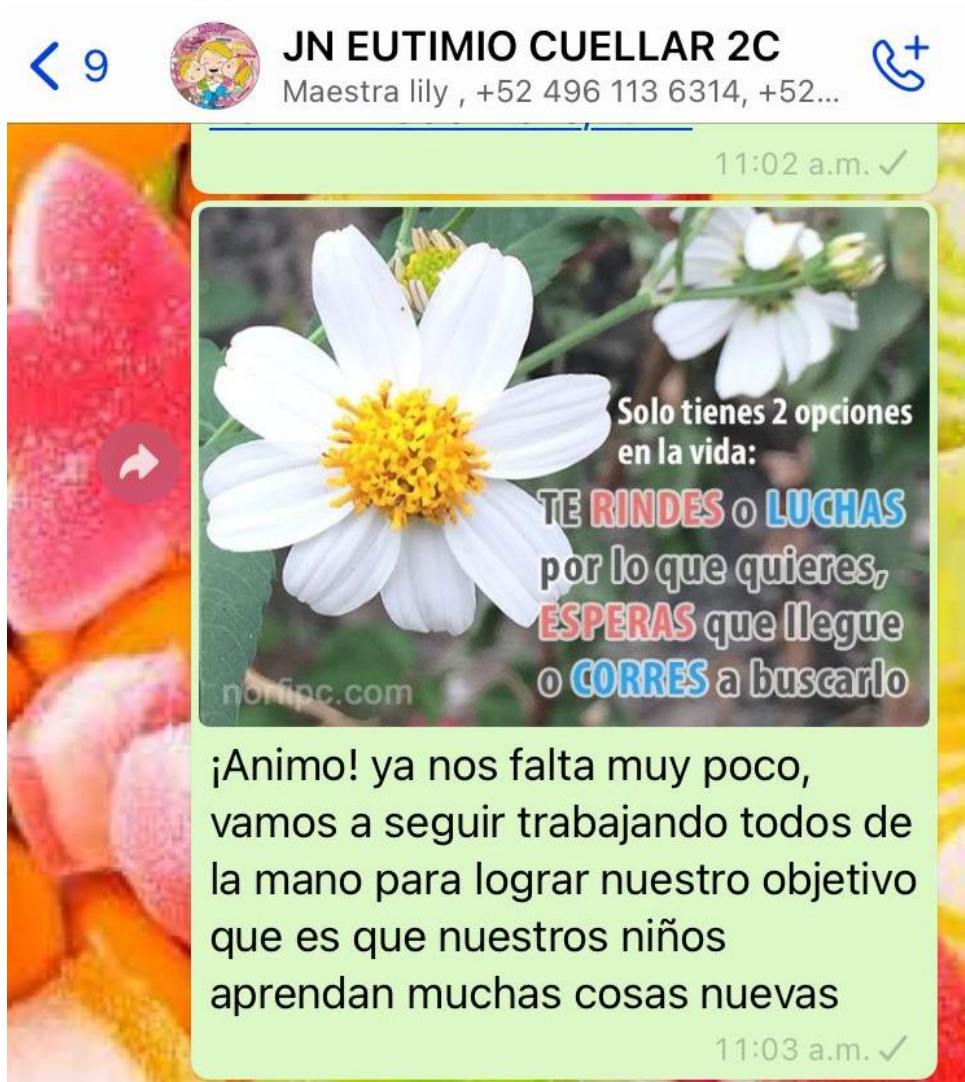 9
JN EUTIMIO CUELLAR 2C
Maestra lily , +52 496 113 6314, +52...
11:02 a.m.
Solo tienes 2 opciones
en la vida:
TE RINDES o LUCHAS
por lo que quieres,
ESPERAS que llegue
o CORRES a buscarlo
norfipc.com
¡Animo! ya nos falta muy poco,
vamos a seguir trabajando todos de
la mano para lograr nuestro objetivo
que es que nuestros niños
aprendan muchas cosas nuevas
11:03 a.m.